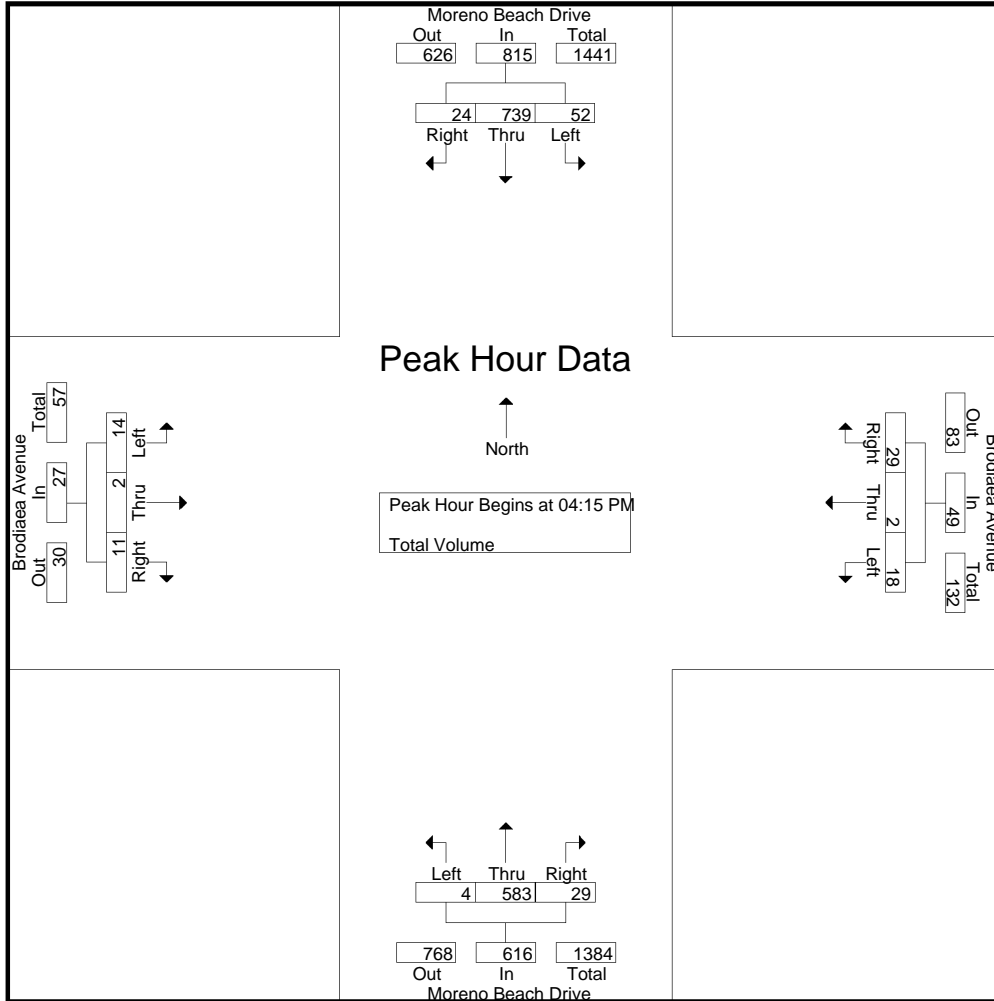 Moreno Beach Drive
Out In Total
626 815 1441
24 739 52
Right Thru Left
Peak Hour Data
North
Peak Hour Begins at 04:15 PM
Total Volume
Brodiaea Avenue
Out In Total
30 27 57
11 2 14
Right Thru Left
Brodiaea Avenue
Out In Total
83 49 132
29 2 18
Right Thru Left
Left Thru Right
4 583 29
768 616 1384
Out In Total
Moreno Beach Drive